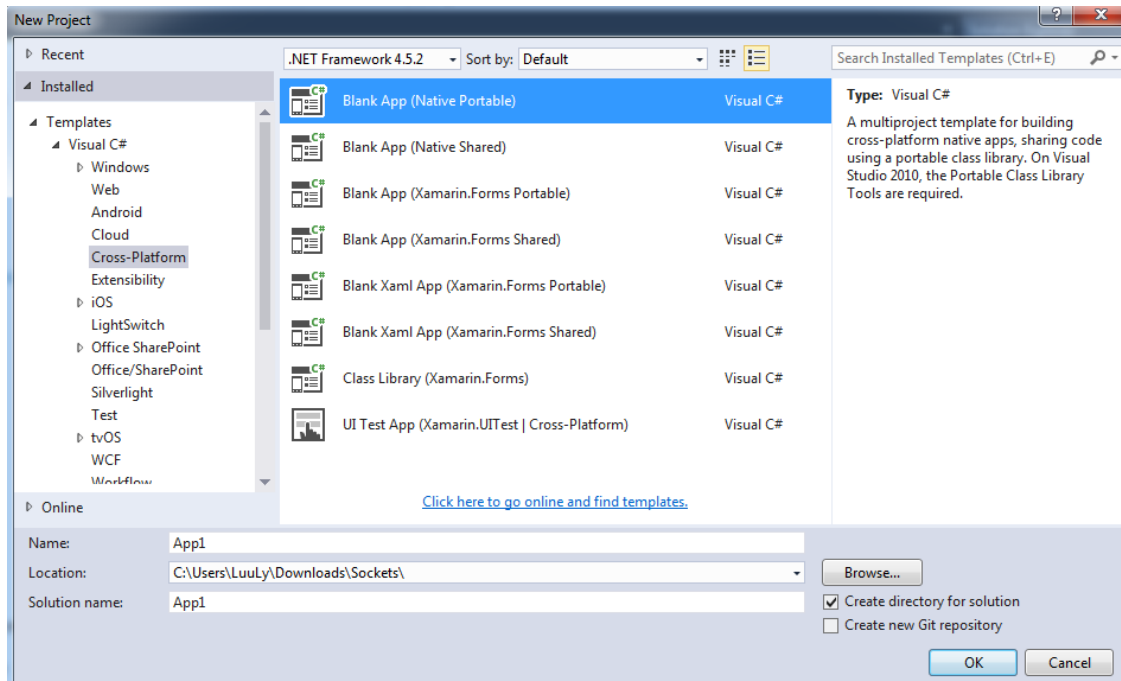 New Project
Recent
.NET Framework 4.5.2
Sort by: Default
Search Installed Templates (Ctrl+E)
Installed
Templates
Visual C#
Windows
Web
Android
Cloud
Cross-Platform
Extensibility
iOS
LightSwitch
Office SharePoint
Office/SharePoint
Silverlight
Test
tvOS
WCF
Workflow
Online
C# Blank App (Native Portable) Visual C#
C# Blank App (Native Shared) Visual C#
C# Blank App (Xamarin.Forms Portable) Visual C#
C# Blank App (Xamarin.Forms Shared) Visual C#
C# Blank Xaml App (Xamarin.Forms Portable) Visual C#
C# Blank Xaml App (Xamarin.Forms Shared) Visual C#
C# Class Library (Xamarin.Forms) Visual C#
UI Test App (Xamarin.UITest | Cross-Platform) Visual C#
Click here to go online and find templates.
Type: Visual C#
A multiproject template for building
cross-platform native apps, sharing code
using a portable class library. On Visual
Studio 2010, the Portable Class Library
Tools are required.
Name: App1
Location: C:\Users\LuuLy\Downloads\Sockets\
Browse...
Solution name: App1
Create directory for solution
Create new Git repository
OK
Cancel